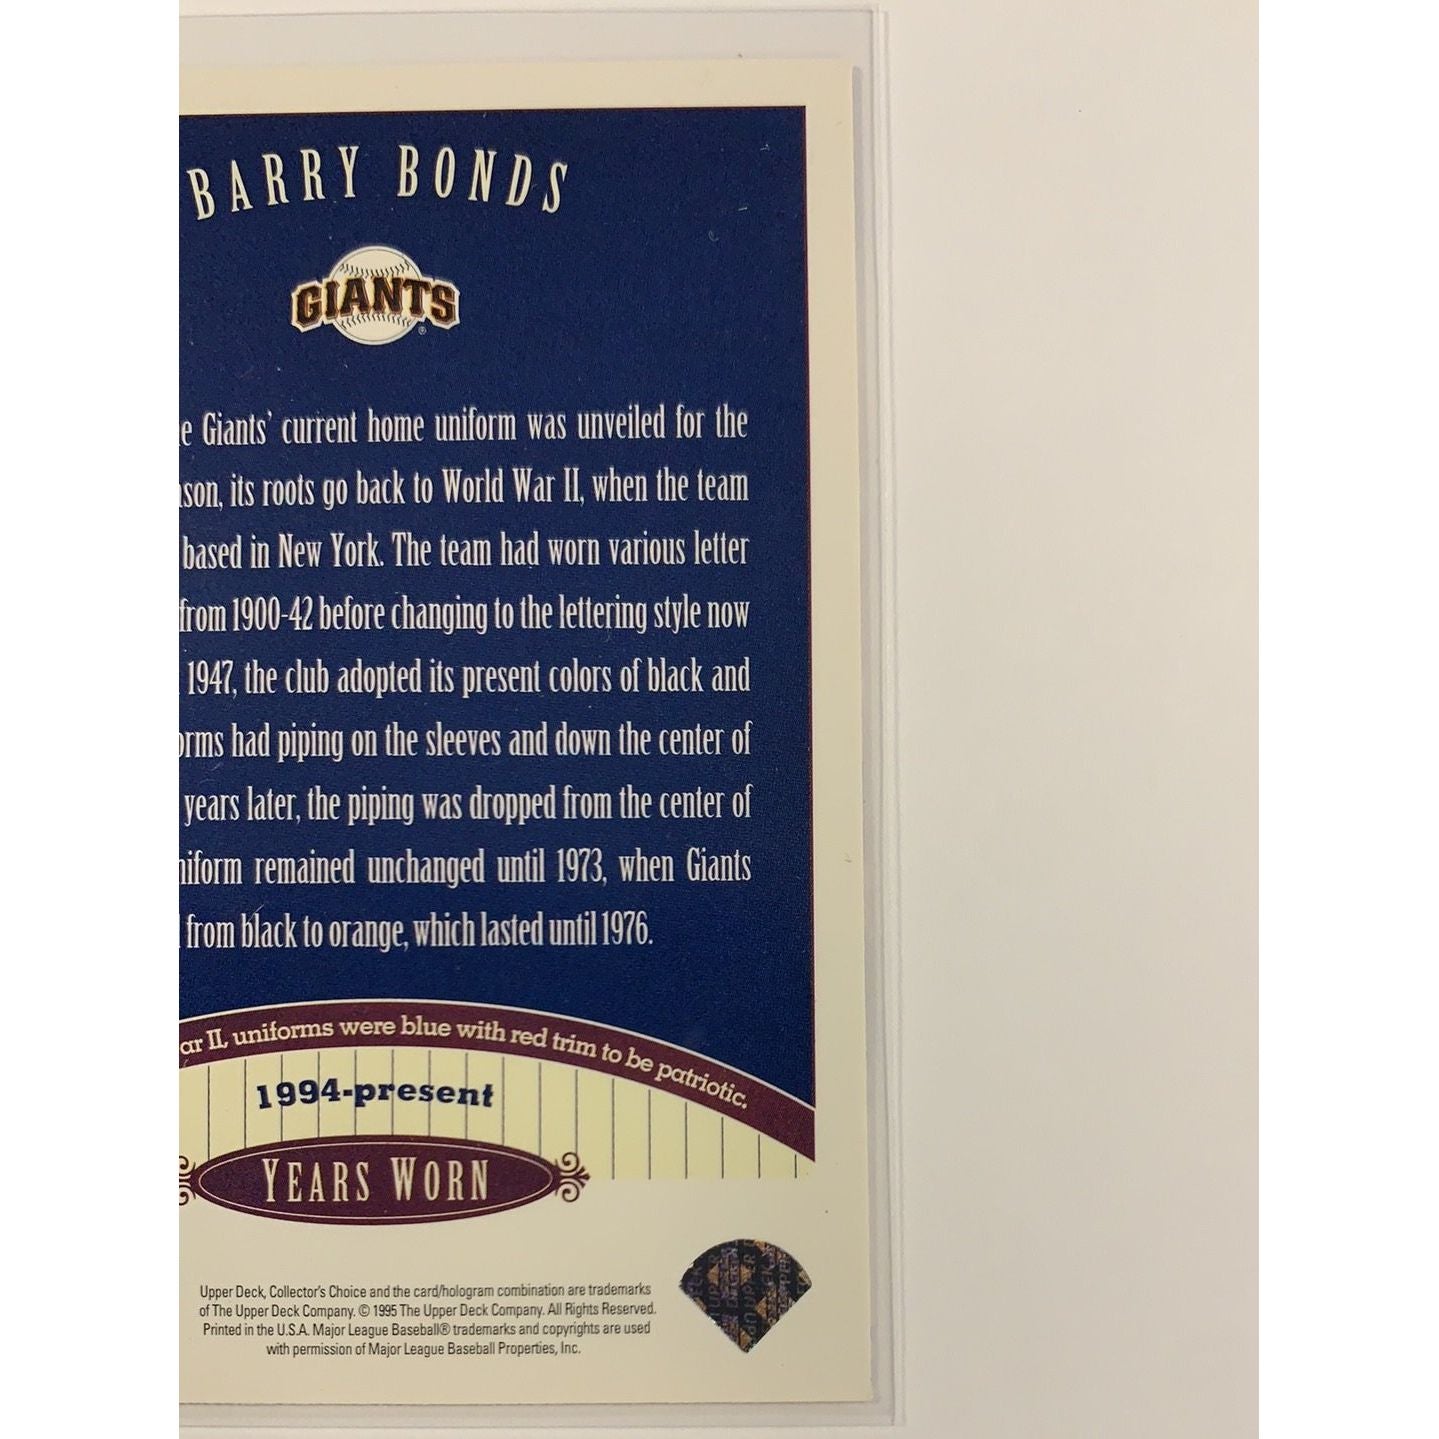 BARRY BONDS
GIANTS
Giants' current home uniform was unveiled for the
its roots go back to World War II, when the team
based in New York. The team had worn various letter
from 1900-42 before changing to the lettering style now
1947, the club adopted its present colors of black and
had piping on the sleeves and down the center of
years later, the piping was dropped from the center of
remained unchanged until 1973, when Giants
from black to orange, which lasted until 1976.
II, uniforms were blue with red trim to be patriotic.
1994-present
YEARS WORN
Upper Deck, Collector's Choice and the card/hologram combination are trademarks
of The Upper Deck Company. © 1995 The Upper Deck Company. All Rights Reserved.
Printed in the U.S.A. Major League Baseball® trademarks and copyrights are used
with permission of Major League Baseball Properties, Inc.